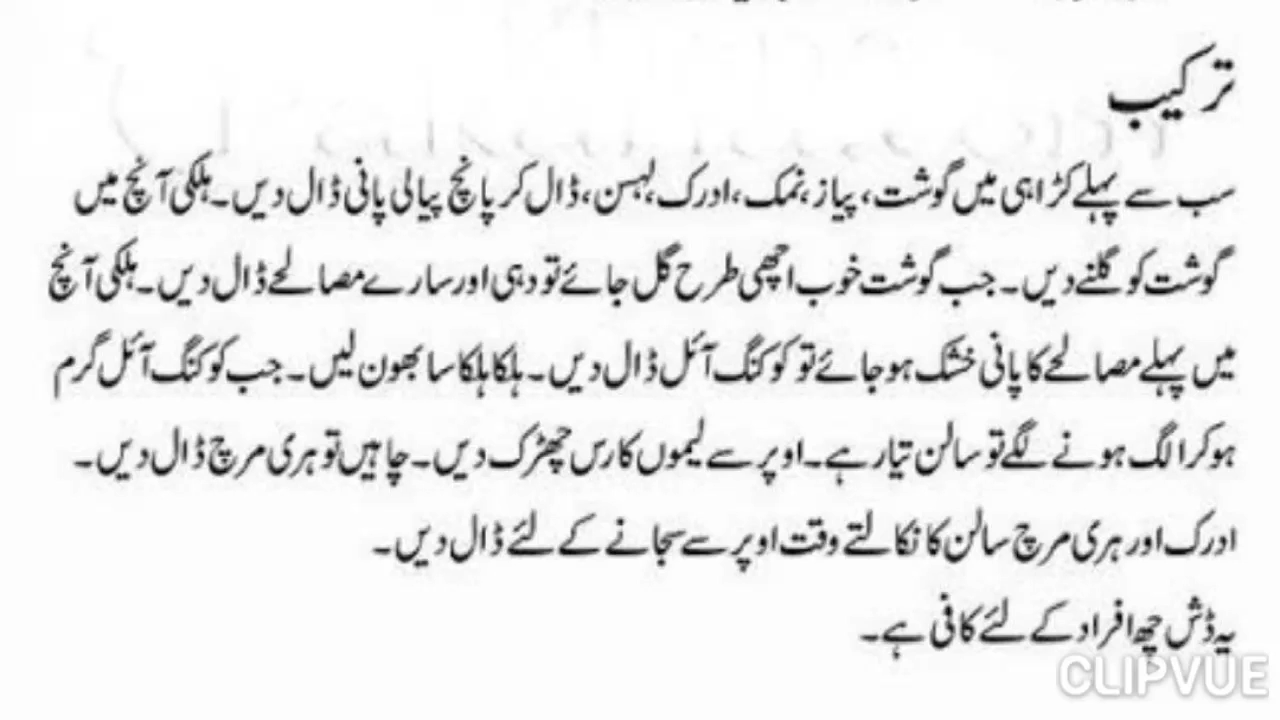 ترکیب
سب سے پہلے کڑاہی میں گوشت، پیاز، نمک، ادرک، لہسن، ڈال کر پانچ پیالی پانی ڈال دیں۔ ہلکی آنچ میں
گوشت کو گلنے دیں۔ جب گوشت خوب اچھی طرح گل جائے تو دہی اور سارے مصالحے ڈال دیں۔ ہلکی آنچ
میں پہلے مصالحے کا پانی خشک ہو جائے تو کوکنگ آئل ڈال دیں۔ ہلکا ہلکا سا بھون لیں۔ جب کوکنگ آئل گرم
ہو کر الگ ہونے لگے تو سالن تیار ہے۔ اوپر سے لیموں کا رس چھڑک دیں۔ چاہیں تو ہری مرچ ڈال دیں۔
ادرک اور ہری مرچ سالن کا نکالتے وقت اوپر سے سجانے کے لئے ڈال دیں۔
یہ ڈش چھ افراد کے لئے کافی ہے۔
CLIPVUE